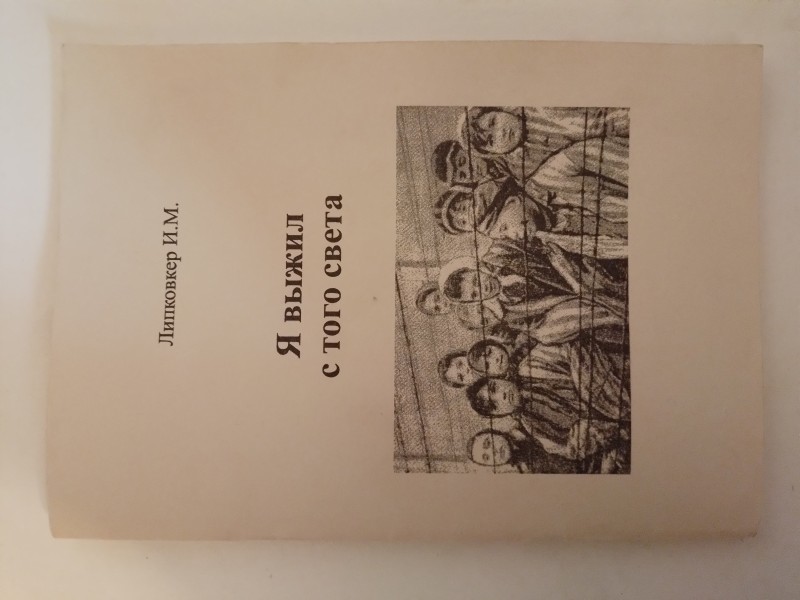 Липковкер И.М.
Я выжил
с того света